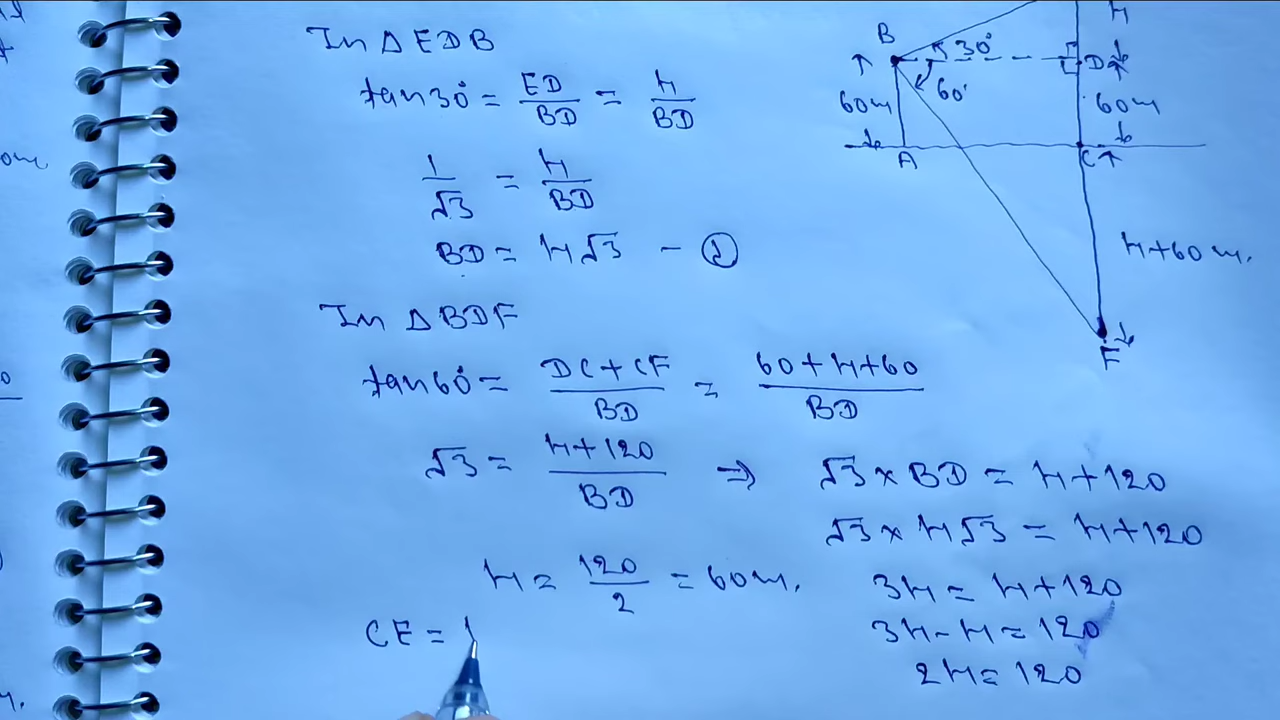 In Δ EDB
tan30° = ED/BD = H/BD
1/√3 = H/BD
BD = H√3 - ①
In Δ BDF
tan60° = DC+CF/BD = 60+H+60/BD
√3 = H+120/BD ⇒ √3 × BD = H+120
√3 × H√3 = H+120
H = 120/2 = 60m.
3H = H+120
3H-H = 120
2H = 120
CE =
H
B
30°
D
60°
60m
60m
A
C
H+60m.
F